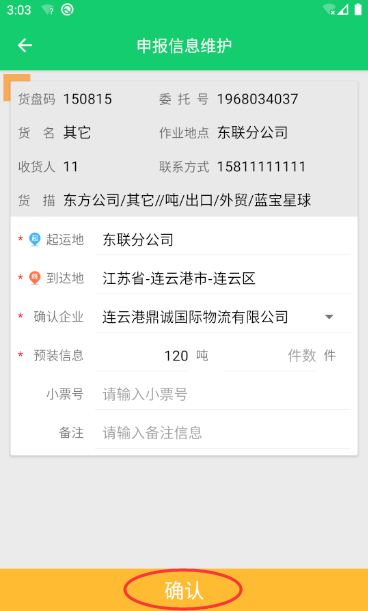 3:03
申报信息维护
货盘码 150815 委托号 1968034037
货名 其它 作业地点 东联分公司
收货人 11 联系方式 15811111111
货描 东方公司/其它//吨/出口/外贸/蓝宝星球
* 起 起运地 东联分公司
* 到达地 江苏省-连云港市-连云区
* 确认企业 连云港鼎诚国际物流有限公司
* 预装信息 120 吨 件数 件
小票号 请输入小票号
备注 请输入备注信息
确认